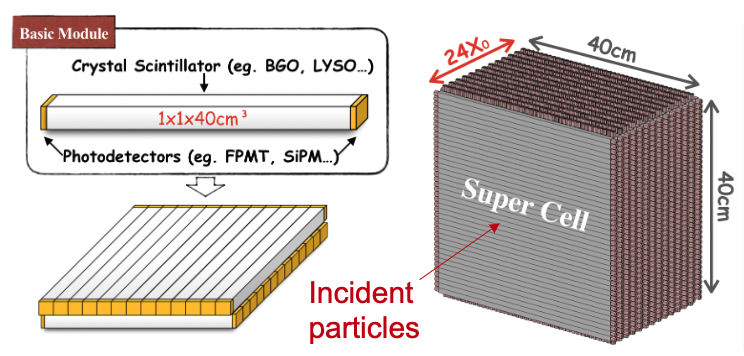 Basic Module
Crystal Scintillator (eg. BGO, LYSO…)
1x1x40cm³
Photodetectors (eg. FPMT, SiPM…)
24X₀
40cm
40cm
Super Cell
Incident
particles